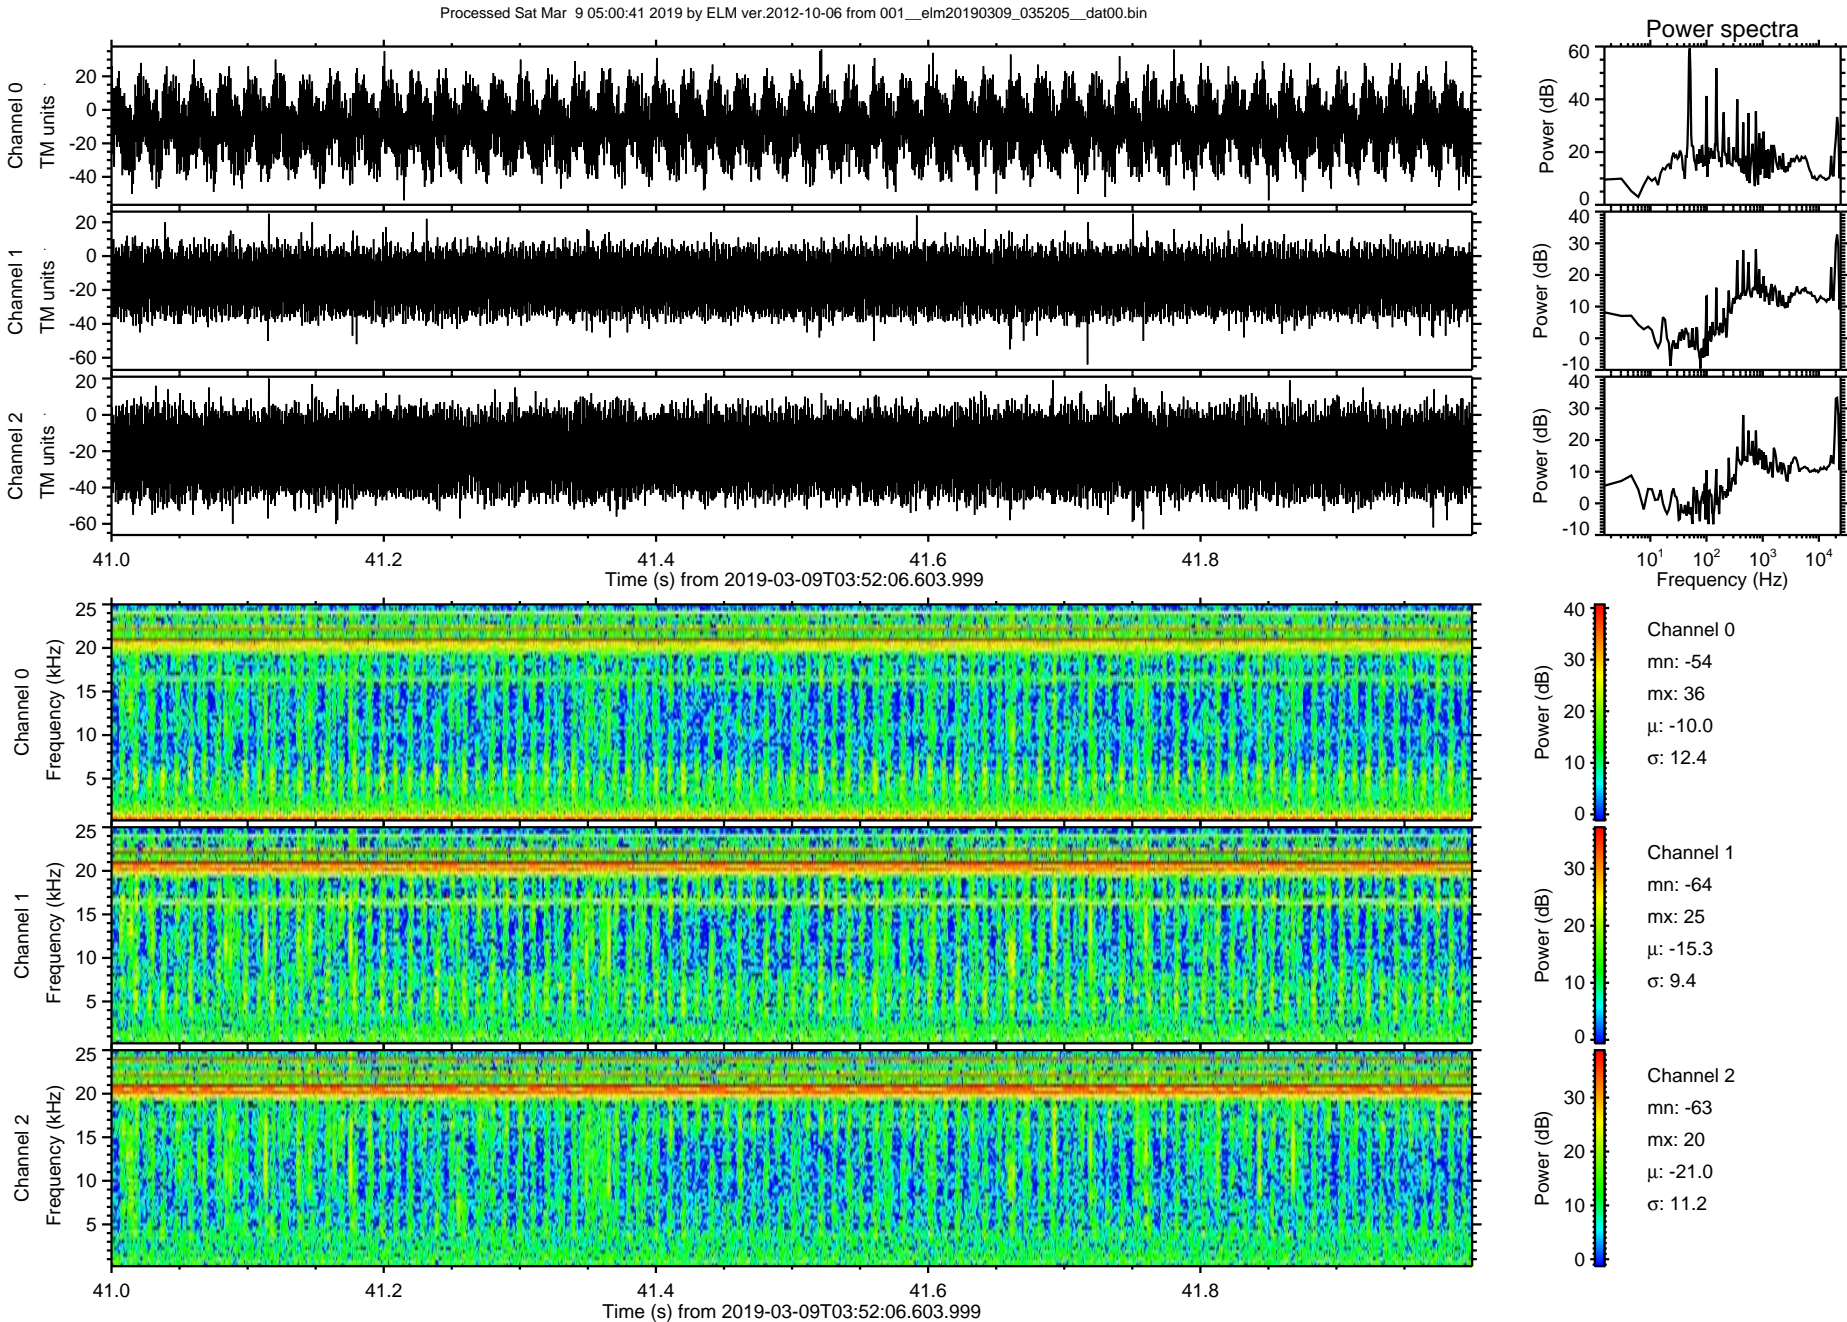 Processed Sat Mar  9 05:00:41 2019 by ELM ver.2012-10-06 from 001__elm20190309_035205__dat00.bin
Power spectra
Channel 0
TM units
20
0
-20
-40
Power (dB)
60
40
20
0
Channel 1
TM units
20
0
-20
-40
-60
Power (dB)
40
30
20
10
0
-10
Channel 2
TM units
20
0
-20
-40
-60
Power (dB)
40
30
20
10
0
-10
41.0 41.2 41.4 41.6 41.8
Time (s) from 2019-03-09T03:52:06.603.999
10^1 10^2 10^3 10^4
Frequency (Hz)
Channel 0
Frequency (kHz)
25
20
15
10
5
Power (dB)
40
30
20
10
0
Channel 0
mn: -54
mx: 36
μ: -10.0
σ: 12.4
Channel 1
Frequency (kHz)
25
20
15
10
5
Power (dB)
30
20
10
0
Channel 1
mn: -64
mx: 25
μ: -15.3
σ: 9.4
Channel 2
Frequency (kHz)
25
20
15
10
5
Power (dB)
30
20
10
0
Channel 2
mn: -63
mx: 20
μ: -21.0
σ: 11.2
41.0 41.2 41.4 41.6 41.8
Time (s) from 2019-03-09T03:52:06.603.999